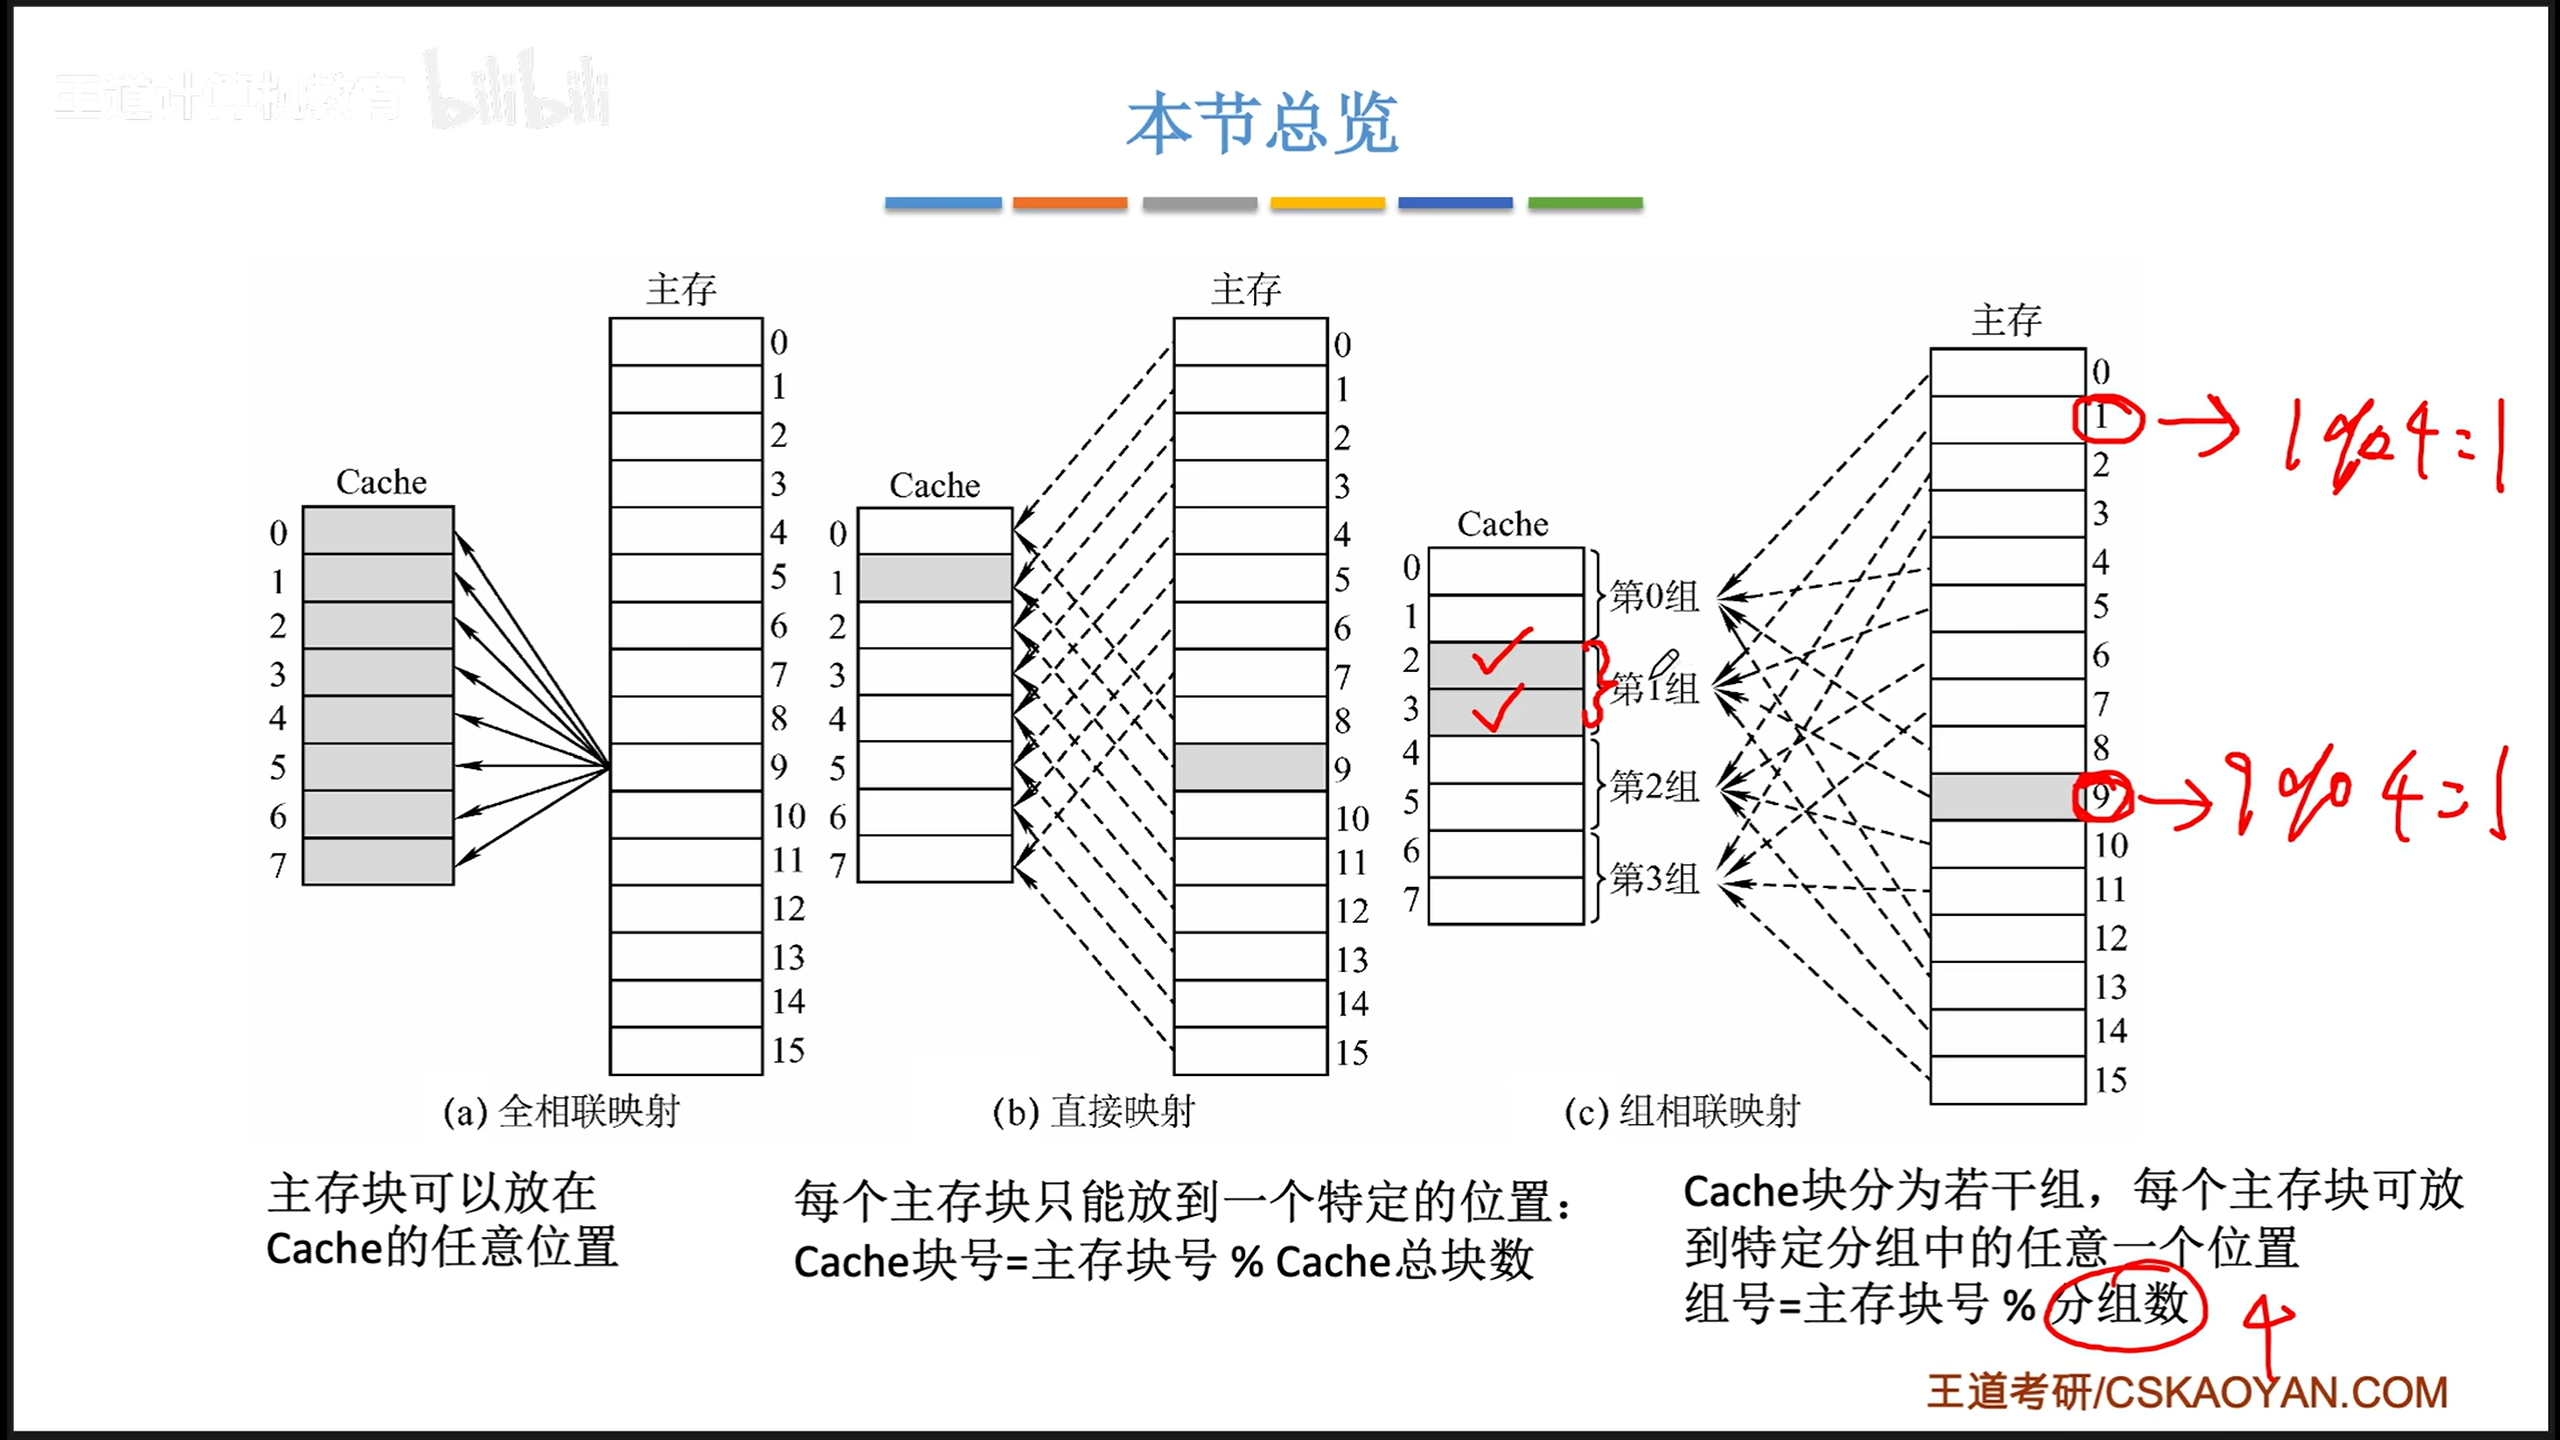 王道计算机教育 bilibili
本节总览
主存
0
1
2
3
4
5
6
7
8
9
10
11
12
13
14
15
Cache
0
1
2
3
4
5
6
7
(a) 全相联映射
主存块可以放在
Cache的任意位置
主存
0
1
2
3
4
5
6
7
8
9
10
11
12
13
14
15
Cache
0
1
2
3
4
5
6
7
(b) 直接映射
每个主存块只能放到一个特定的位置：
Cache块号=主存块号 % Cache总块数
主存
0
1 → 1%4=1
2
3
4
5
6
7
8
9 → 9%4=1
10
11
12
13
14
15
Cache
0
1
2
3
4
5
6
7
第0组
第1组
第2组
第3组
(c) 组相联映射
Cache块分为若干组，每个主存块可放
到特定分组中的任意一个位置
组号=主存块号 % 分组数 4
王道考研/CSKAOYAN.COM